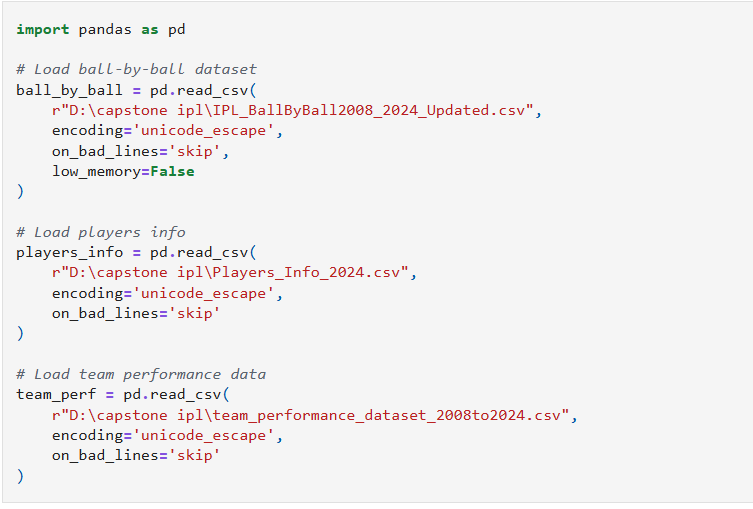 import pandas as pd
# Load ball-by-ball dataset
ball_by_ball = pd.read_csv(
    r"D:\capstone ipl\IPL_BallByBall2008_2024_Updated.csv",
    encoding='unicode_escape',
    on_bad_lines='skip',
    low_memory=False
)
# Load players info
players_info = pd.read_csv(
    r"D:\capstone ipl\Players_Info_2024.csv",
    encoding='unicode_escape',
    on_bad_lines='skip'
)
# Load team performance data
team_perf = pd.read_csv(
    r"D:\capstone ipl\team_performance_dataset_2008to2024.csv",
    encoding='unicode_escape',
    on_bad_lines='skip'
)